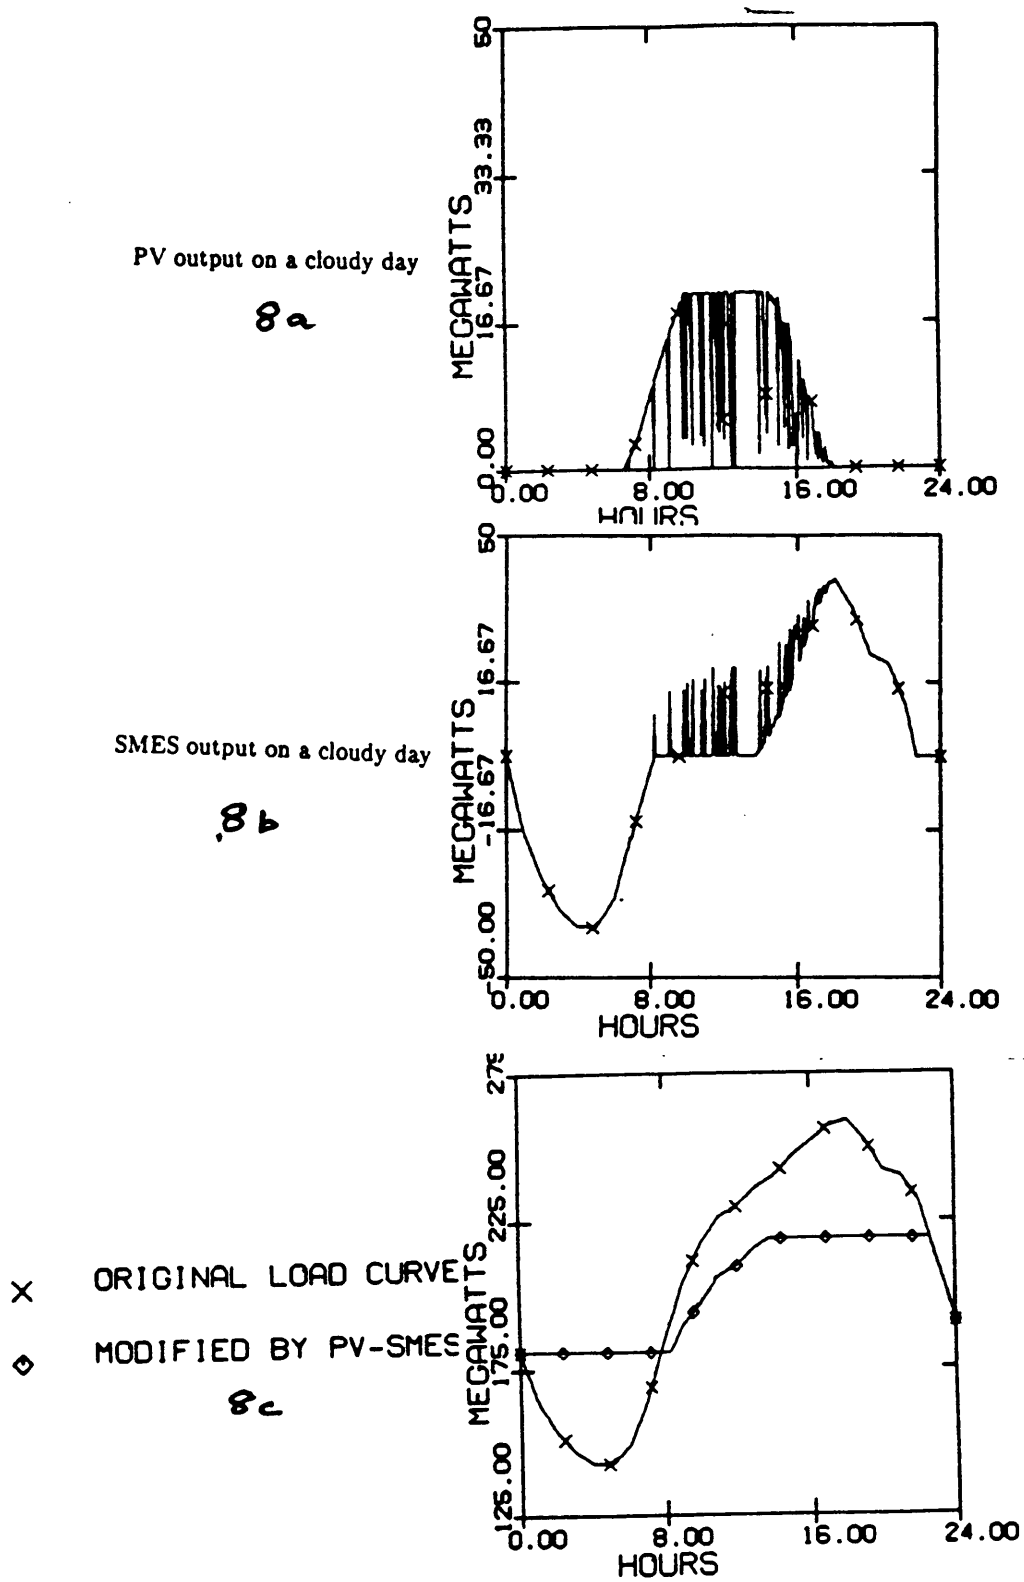 50
33.33
16.67
0.00
MEGAWATTS
0.00 8.00 16.00 24.00
HOURS
PV output on a cloudy day
8a
50
16.67
-16.67
-50.00
MEGAWATTS
0.00 8.00 16.00 24.00
HOURS
SMES output on a cloudy day
8b
275
225.00
175.00
125.00
MEGAWATTS
0.00 8.00 16.00 24.00
HOURS
ORIGINAL LOAD CURVE
MODIFIED BY PV-SMES
8c